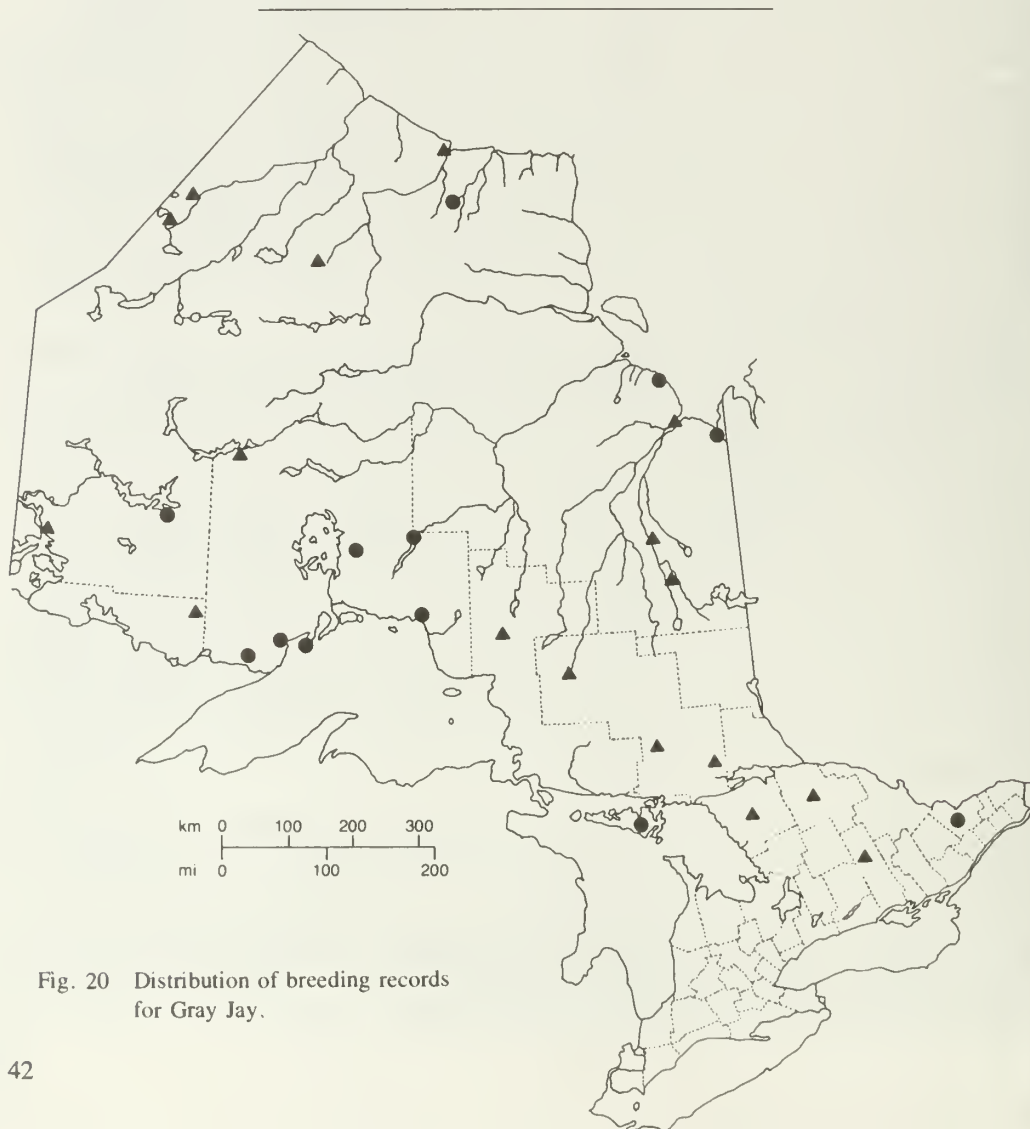 km 0 100 200 300
mi 0 100 200
Fig. 20 Distribution of breeding records
for Gray Jay.
42